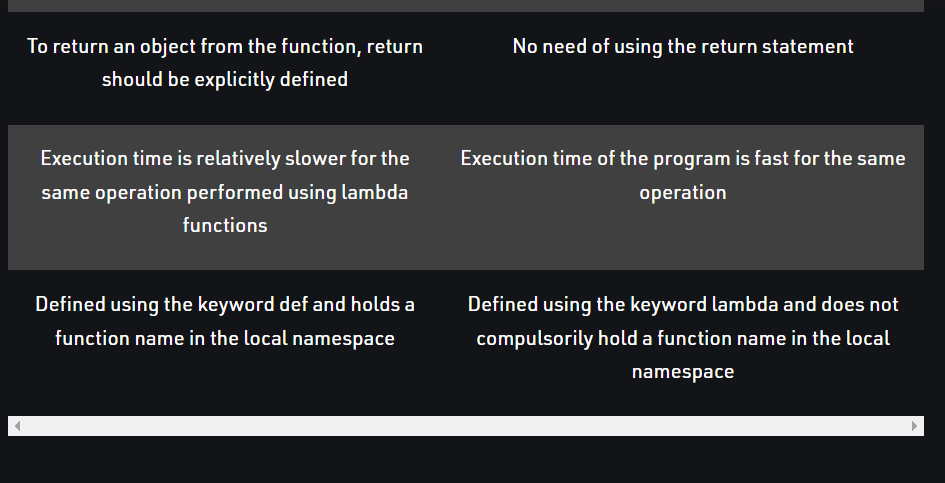 To return an object from the function, return
should be explicitly defined
No need of using the return statement
Execution time is relatively slower for the
same operation performed using lambda
functions
Execution time of the program is fast for the same
operation
Defined using the keyword def and holds a
function name in the local namespace
Defined using the keyword lambda and does not
compulsorily hold a function name in the local
namespace